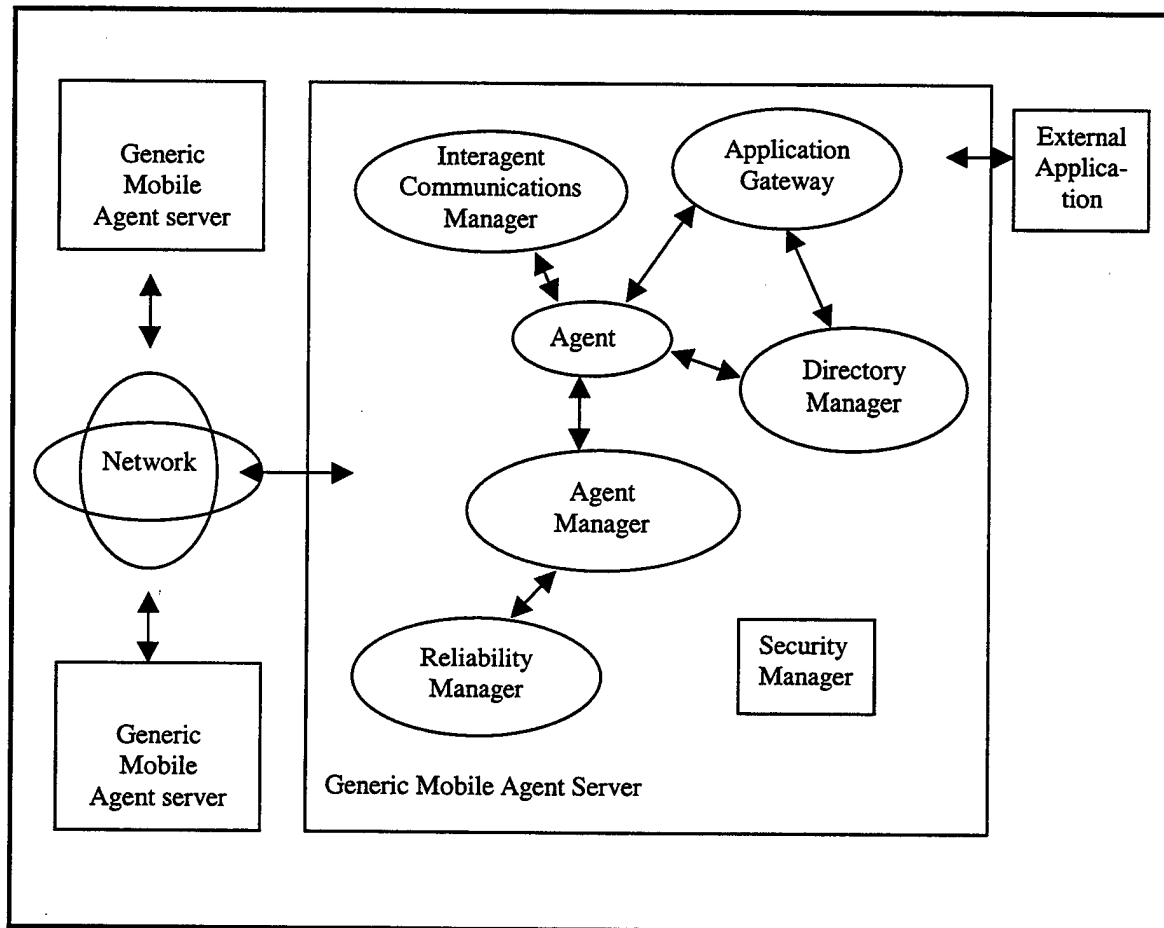 Generic
Mobile
Agent server
Interagent
Communications
Manager
Application
Gateway
External
Applica-
tion
Agent
Directory
Manager
Network
Agent
Manager
Reliability
Manager
Security
Manager
Generic
Mobile
Agent server
Generic Mobile Agent Server